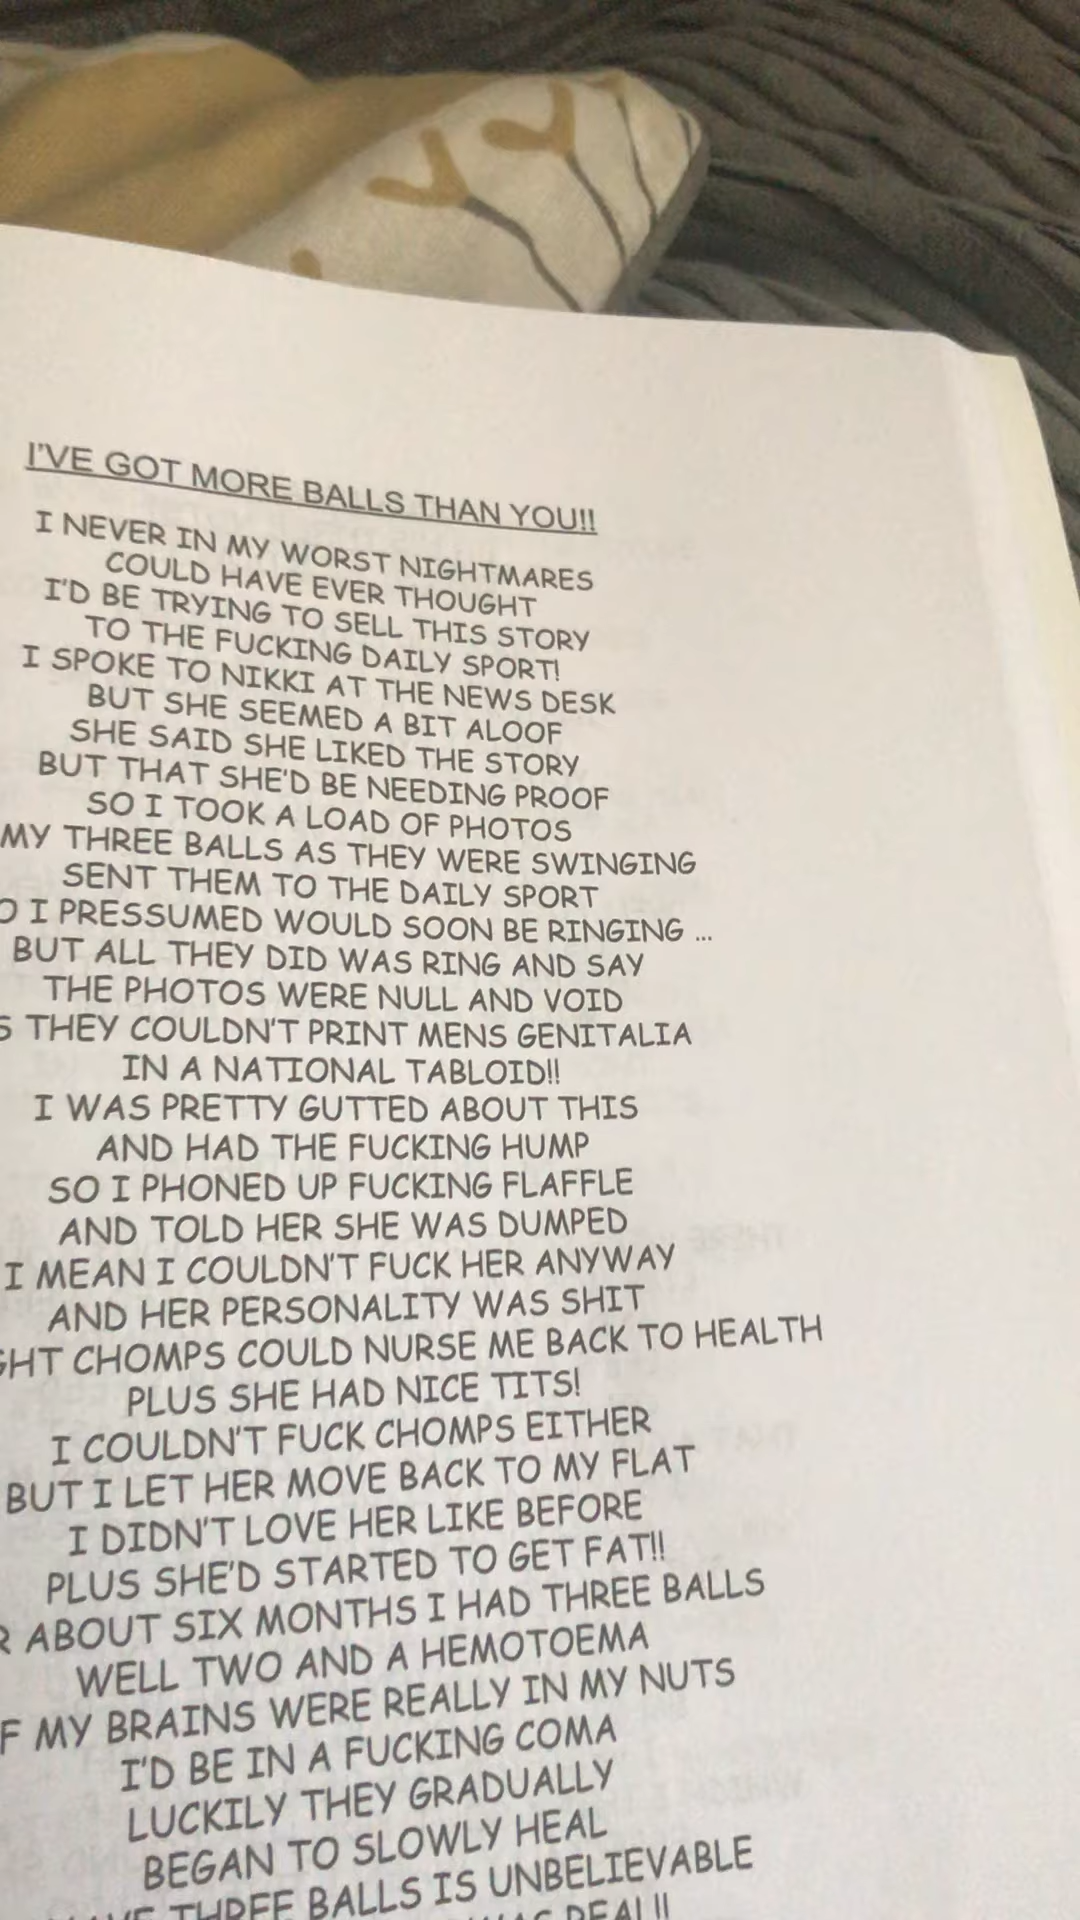 I'VE GOT MORE BALLS THAN YOU!!
I NEVER IN MY WORST NIGHTMARES
COULD HAVE EVER THOUGHT
I'D BE TRYING TO SELL THIS STORY
TO THE FUCKING DAILY SPORT!
I SPOKE TO NIKKI AT THE NEWS DESK
BUT SHE SEEMED A BIT ALOOF
SHE SAID SHE LIKED THE STORY
BUT THAT SHE'D BE NEEDING PROOF
SO I TOOK A LOAD OF PHOTOS
MY THREE BALLS AS THEY WERE SWINGING
SENT THEM TO THE DAILY SPORT
I PRESSUMED WOULD SOON BE RINGING ...
BUT ALL THEY DID WAS RING AND SAY
THE PHOTOS WERE NULL AND VOID
THEY COULDN'T PRINT MENS GENITALIA
IN A NATIONAL TABLOID!!
I WAS PRETTY GUTTED ABOUT THIS
AND HAD THE FUCKING HUMP
SO I PHONED UP FUCKING FLAFFLE
AND TOLD HER SHE WAS DUMPED
I MEAN I COULDN'T FUCK HER ANYWAY
AND HER PERSONALITY WAS SHIT
CHOMPS COULD NURSE ME BACK TO HEALTH
PLUS SHE HAD NICE TITS!
I COULDN'T FUCK CHOMPS EITHER
BUT I LET HER MOVE BACK TO MY FLAT
I DIDN'T LOVE HER LIKE BEFORE
PLUS SHE'D STARTED TO GET FAT!!
ABOUT SIX MONTHS I HAD THREE BALLS
WELL TWO AND A HEMOTOEMA
MY BRAINS WERE REALLY IN MY NUTS
I'D BE IN A FUCKING COMA
LUCKILY THEY GRADUALLY
BEGAN TO SLOWLY HEAL
THREE BALLS IS UNBELIEVABLE